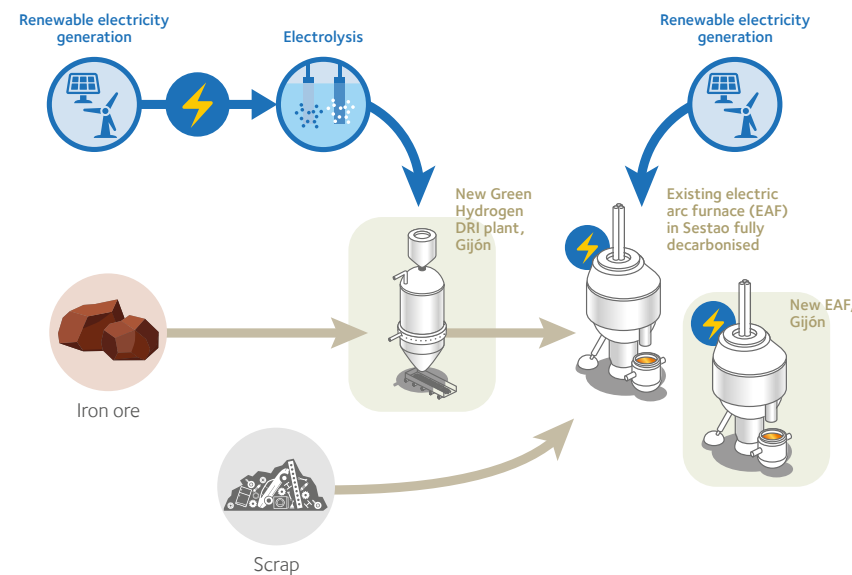 Renewable electricity
generation
Electrolysis
Renewable electricity
generation
New Green
Hydrogen
DRI plant,
Gijón
Existing electric
arc furnace (EAF)
in Sestao fully
decarbonised
New EAF,
Gijón
Iron ore
Scrap